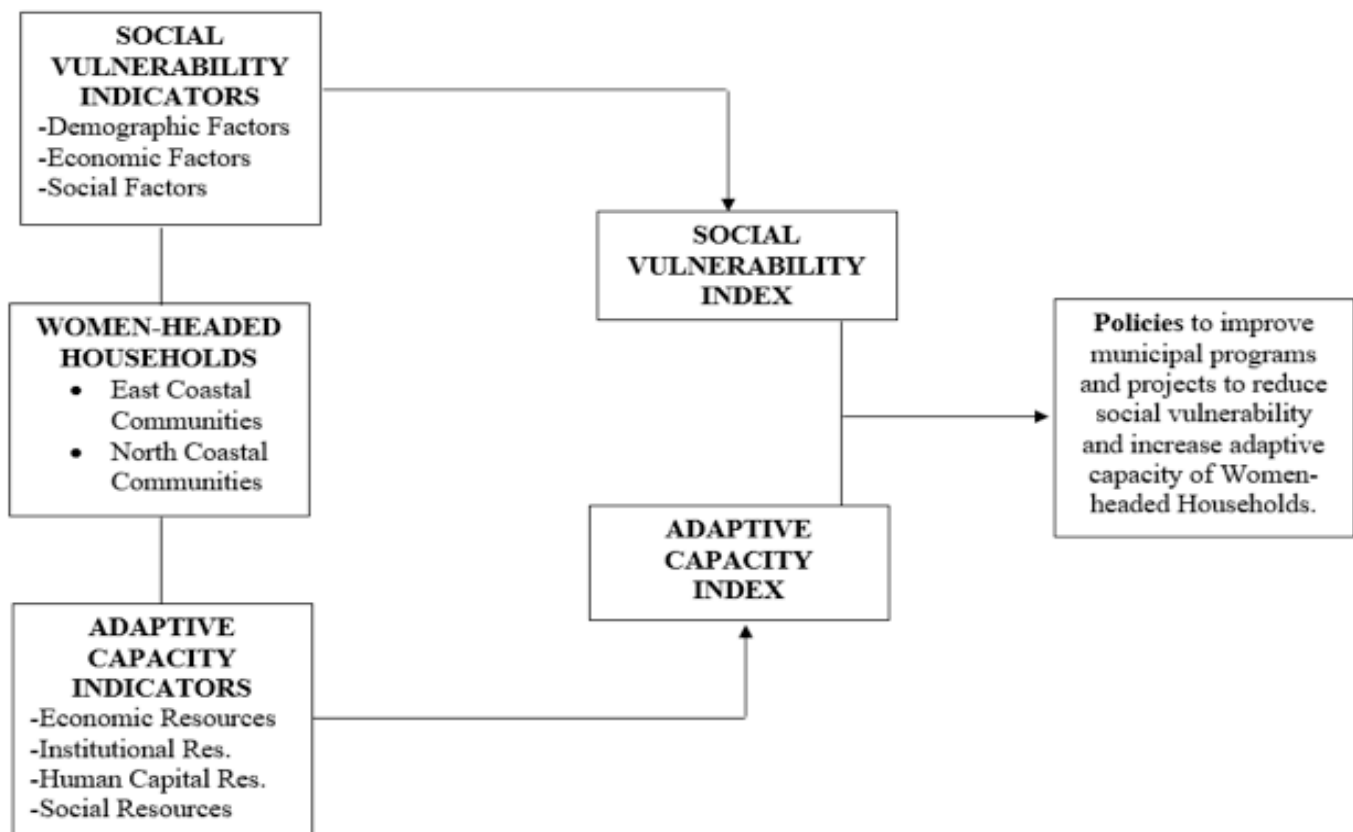 SOCIAL
VULNERABILITY
INDICATORS
-Demographic Factors
-Economic Factors
-Social Factors
WOMEN-HEADED
HOUSEHOLDS
• East Coastal
Communities
• North Coastal
Communities
ADAPTIVE
CAPACITY
INDICATORS
-Economic Resources
-Institutional Res.
-Human Capital Res.
-Social Resources
SOCIAL
VULNERABILITY
INDEX
ADAPTIVE
CAPACITY
INDEX
Policies to improve
municipal programs
and projects to reduce
social vulnerability
and increase adaptive
capacity of Women-
headed Households.